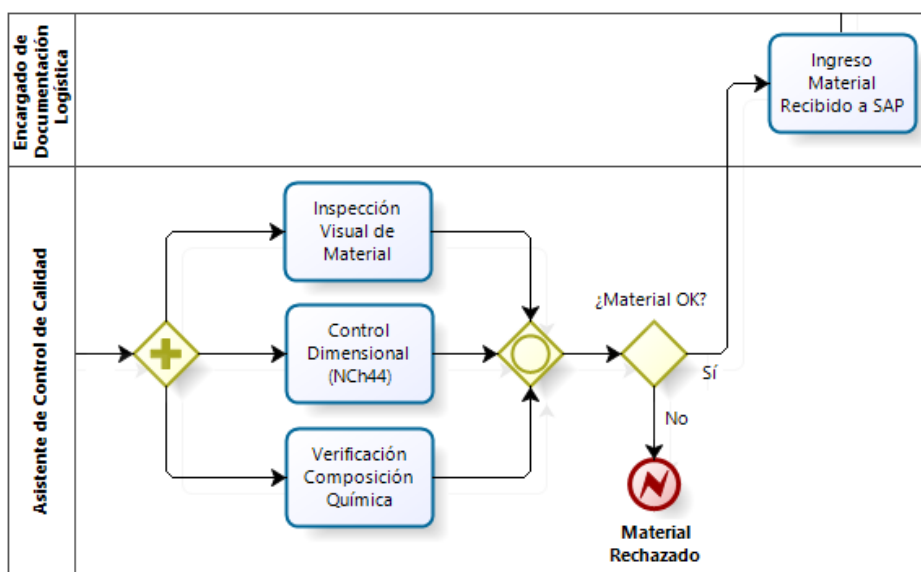 Encargado de
Documentación
Logística
Ingreso
Material
Recibido a SAP
Asistente de Control de Calidad
Inspección
Visual de
Material
Control
Dimensional
(NCh44)
Verificación
Composición
Química
¿Material OK?
Sí
No
Material
Rechazado